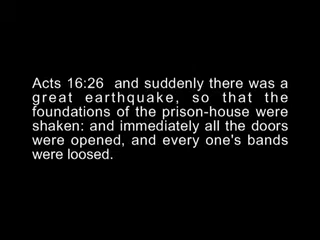 Acts 16:26  and suddenly there was a
great earthquake, so that the
foundations of the prison-house were
shaken: and immediately all the doors
were opened, and every one's bands
were loosed.